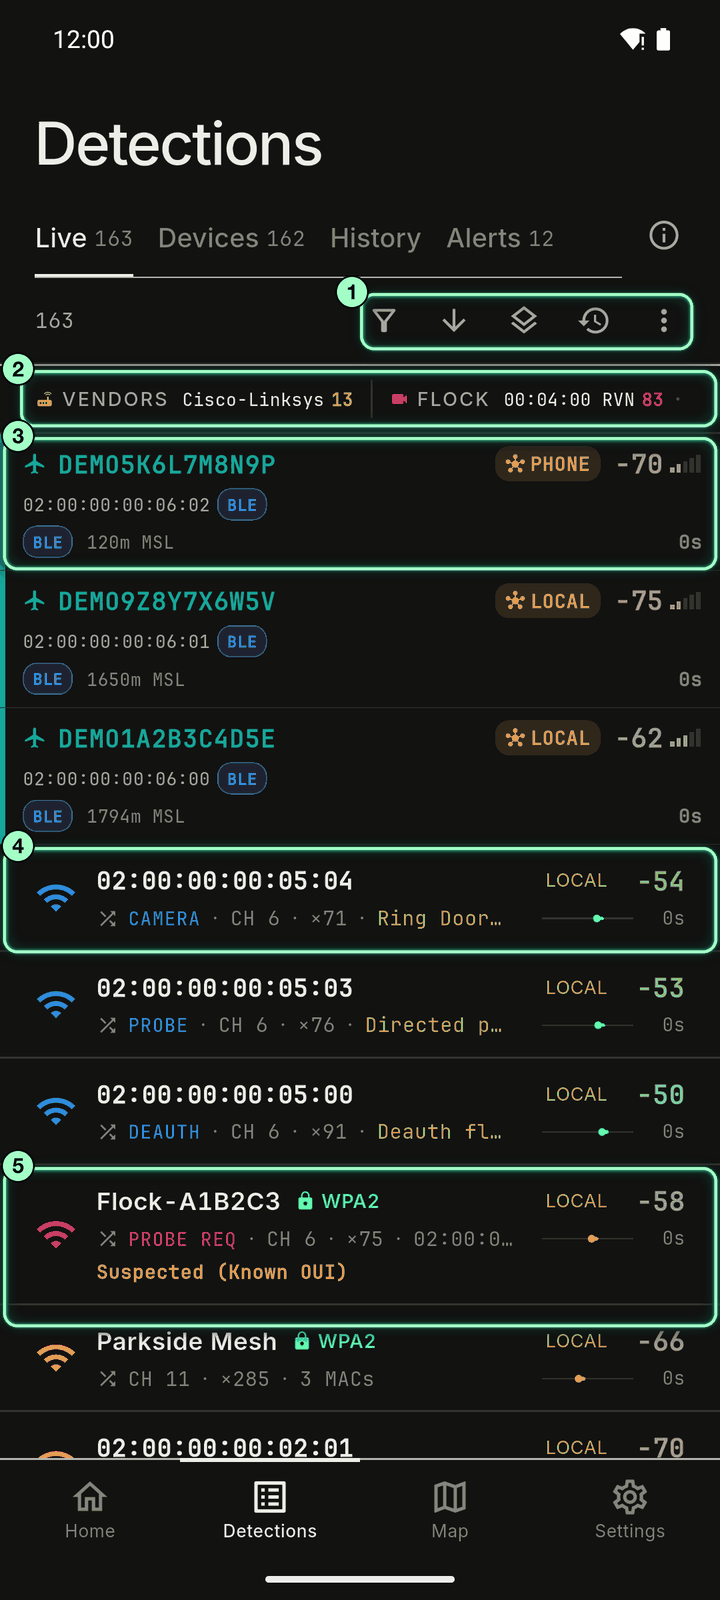 12:00
Detections
Live 163 Devices 162 History Alerts 12
1
163
2
VENDORS Cisco-Linksys 13 FLOCK 00:04:00 RVN 83 ·
3
DEMO5K6L7M8N9P PHONE -70
02:00:00:00:06:02 BLE
BLE 120m MSL 0s
DEMO9Z8Y7X6W5V LOCAL -75
02:00:00:00:06:01 BLE
BLE 1650m MSL 0s
DEMO1A2B3C4D5E LOCAL -62
02:00:00:00:06:00 BLE
BLE 1794m MSL 0s
4
02:00:00:00:05:04 LOCAL -54
CAMERA · CH 6 · ×71 · Ring Door… 0s
02:00:00:00:05:03 LOCAL -53
PROBE · CH 6 · ×76 · Directed p… 0s
02:00:00:00:05:00 LOCAL -50
DEAUTH · CH 6 · ×91 · Deauth fl… 0s
5
Flock-A1B2C3 WPA2 LOCAL -58
PROBE REQ · CH 6 · ×75 · 02:00:0… 0s
Suspected (Known OUI)
Parkside Mesh WPA2 LOCAL -66
CH 11 · ×285 · 3 MACs 0s
02:00:00:00:02:01 LOCAL -70
Home Detections Map Settings